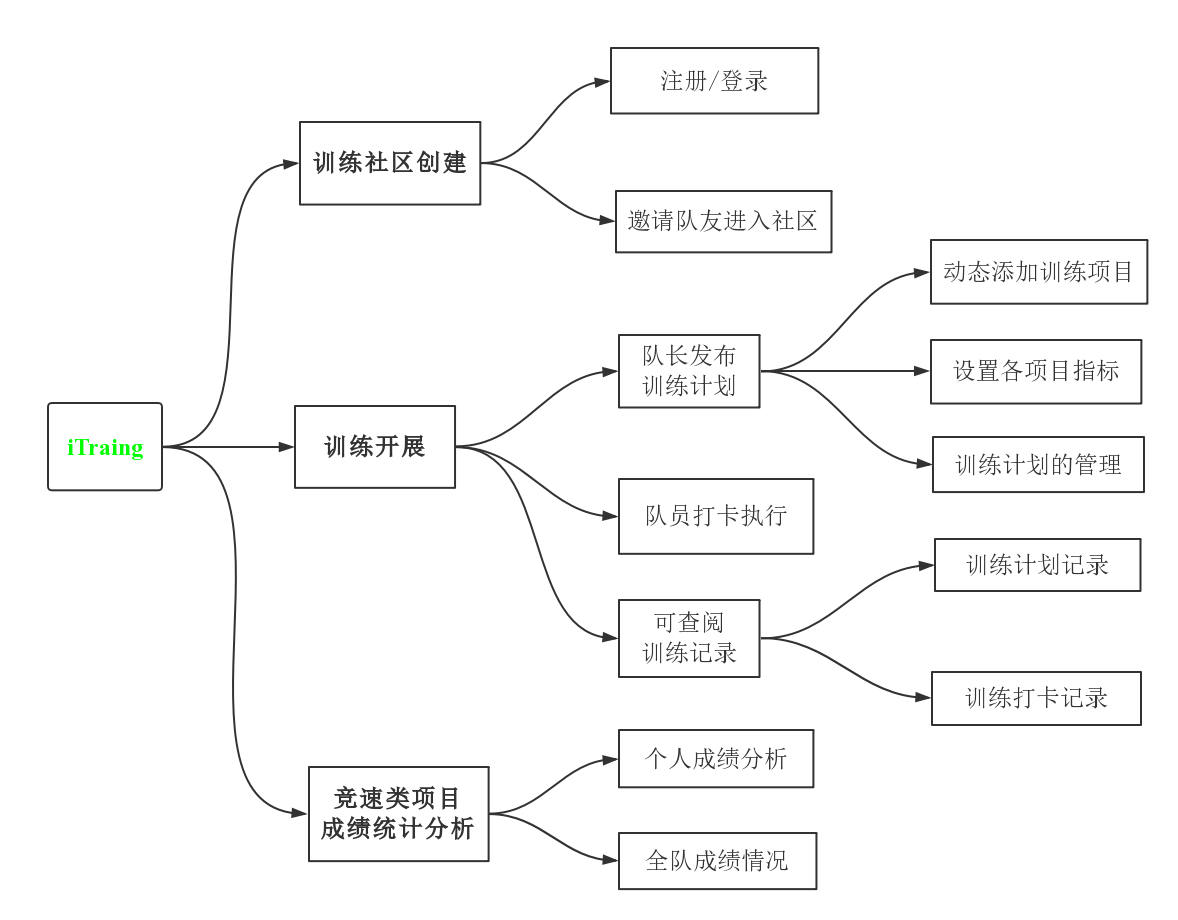 iTraing
训练社区创建
注册/登录
邀请队友进入社区
训练开展
队长发布
训练计划
动态添加训练项目
设置各项目指标
训练计划的管理
队员打卡执行
可查阅
训练记录
训练计划记录
训练打卡记录
竞速类项目
成绩统计分析
个人成绩分析
全队成绩情况